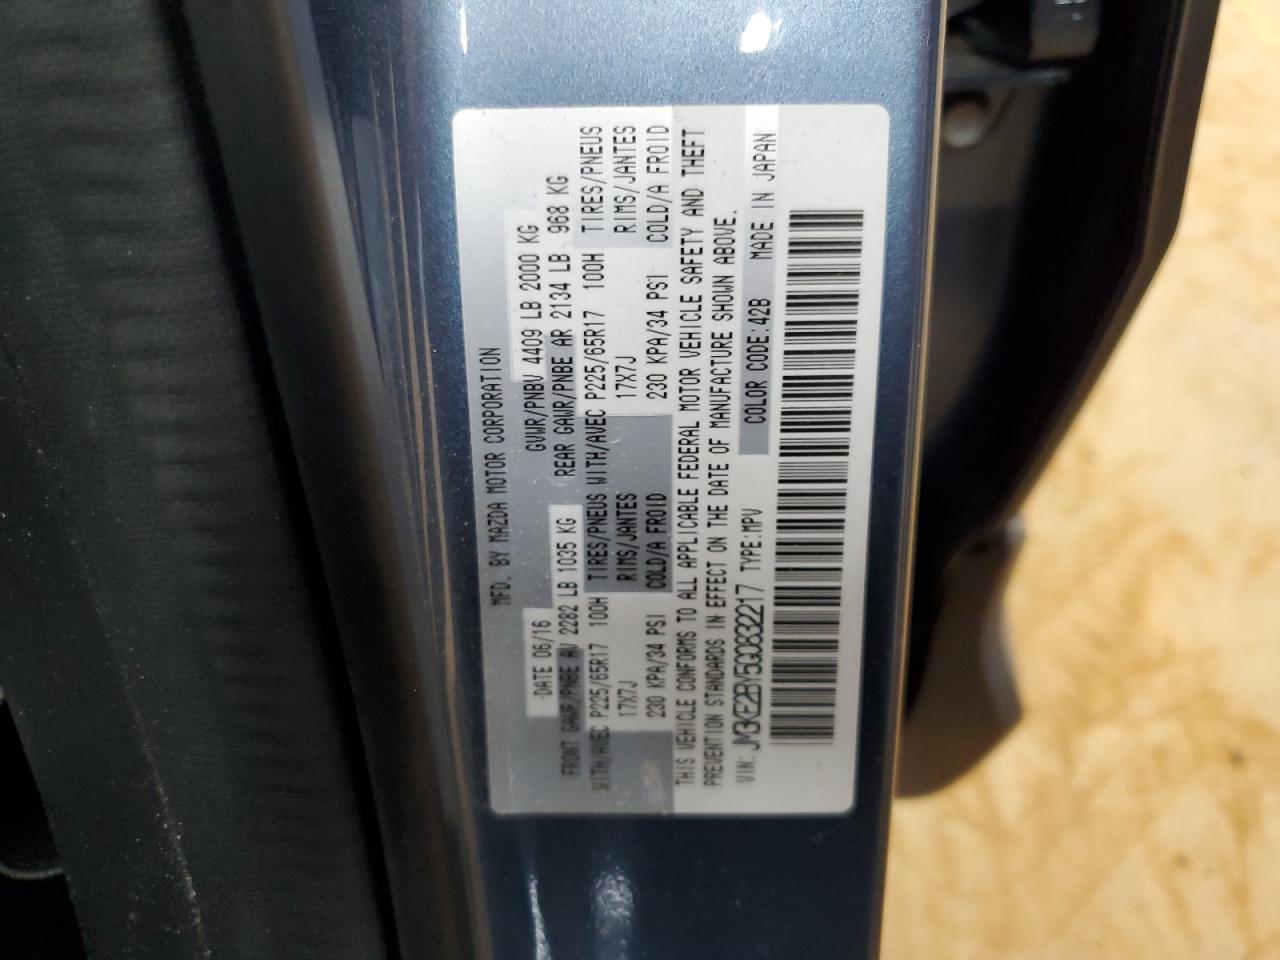 MFD. BY MAZDA MOTOR CORPORATION
DATE 06/16 GVWR/PNBV 4409 LB 2000 KG
FRONT GAWR/PNBE AV 2282 LB 1035 KG REAR GAWR/PNBE AR 2134 LB 968 KG
WITH/AVEC P225/65R17 100H TIRES/PNEUS WITH/AVEC P225/65R17 100H TIRES/PNEUS
17X7J RIMS/JANTES 17X7J RIMS/JANTES
230 KPA/34 PSI COLD/A FROID 230 KPA/34 PSI COLD/A FROID
THIS VEHICLE CONFORMS TO ALL APPLICABLE FEDERAL MOTOR VEHICLE SAFETY AND THEFT
PREVENTION STANDARDS IN EFFECT ON THE DATE OF MANUFACTURE SHOWN ABOVE.
VIN: JM3KE2BY5G0832217 TYPE:MPV COLOR CODE:42B MADE IN JAPAN